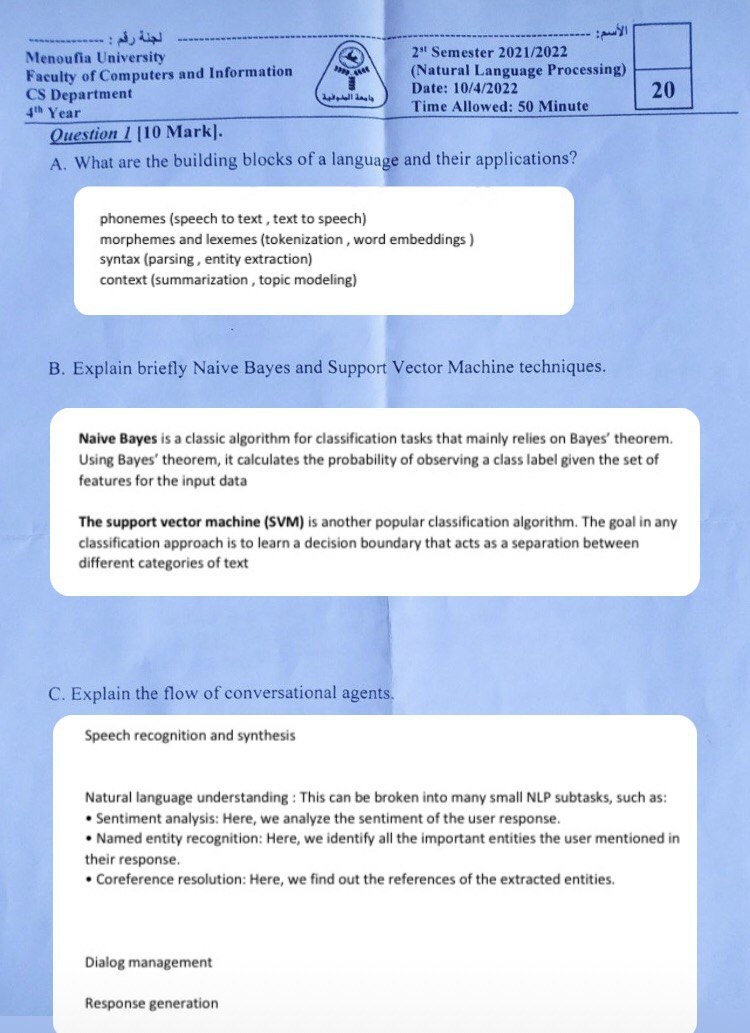 لجنة رقم : ---------------- الأسم:
Menoufia University
Faculty of Computers and Information
CS Department
4th Year
جامعة المنوفية
2st Semester 2021/2022
(Natural Language Processing)
Date: 10/4/2022
Time Allowed: 50 Minute
20
Question 1 [10 Mark].
A. What are the building blocks of a language and their applications?
phonemes (speech to text , text to speech)
morphemes and lexemes (tokenization , word embeddings )
syntax (parsing , entity extraction)
context (summarization , topic modeling)
B. Explain briefly Naive Bayes and Support Vector Machine techniques.
Naive Bayes is a classic algorithm for classification tasks that mainly relies on Bayes’ theorem.
Using Bayes’ theorem, it calculates the probability of observing a class label given the set of
features for the input data
The support vector machine (SVM) is another popular classification algorithm. The goal in any
classification approach is to learn a decision boundary that acts as a separation between
different categories of text
C. Explain the flow of conversational agents.
Speech recognition and synthesis
Natural language understanding : This can be broken into many small NLP subtasks, such as:
• Sentiment analysis: Here, we analyze the sentiment of the user response.
• Named entity recognition: Here, we identify all the important entities the user mentioned in
their response.
• Coreference resolution: Here, we find out the references of the extracted entities.
Dialog management
Response generation